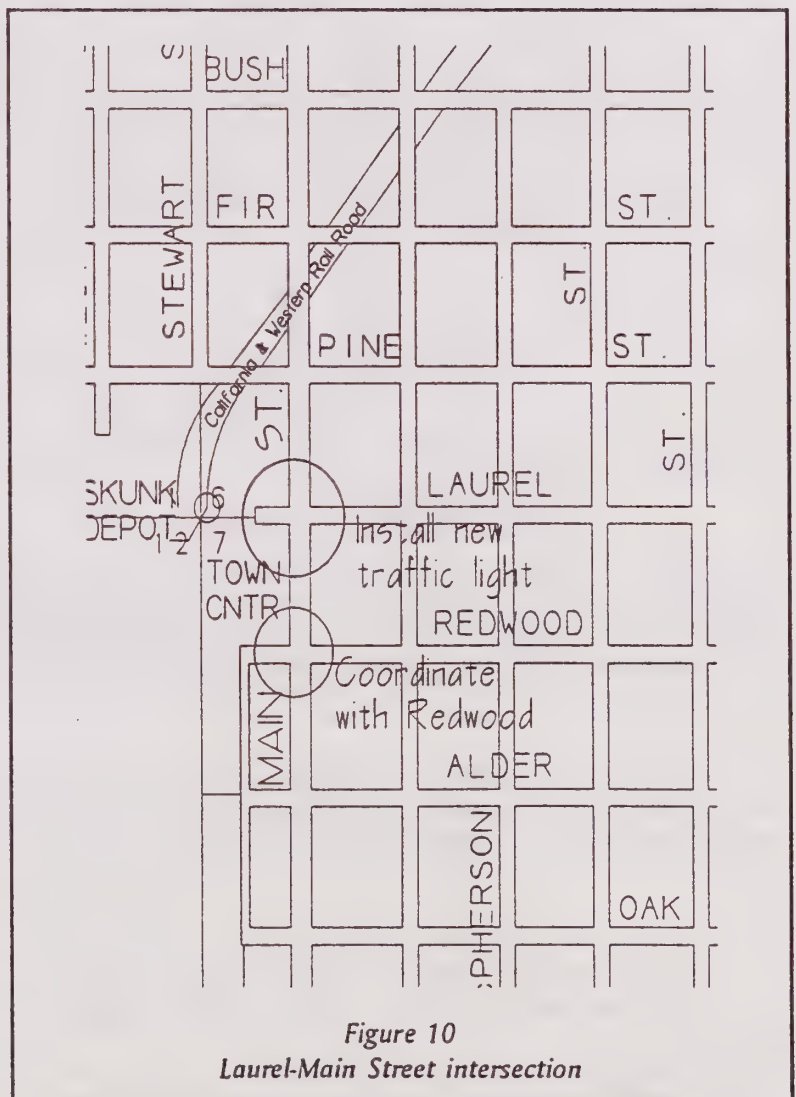 S
BUSH
FIR
ST.
STEWART
California & Western Rail Road
ST.
PINE
ST.
ST.
ST.
LAUREL
SKUNK
DEPOT
1
6
1 2 7
Install new
traffic light
TOWN
CNTR
REDWOOD
Coordinate
with Redwood
MAIN
ALDER
PHERSON
OAK
Figure 10
Laurel-Main Street intersection